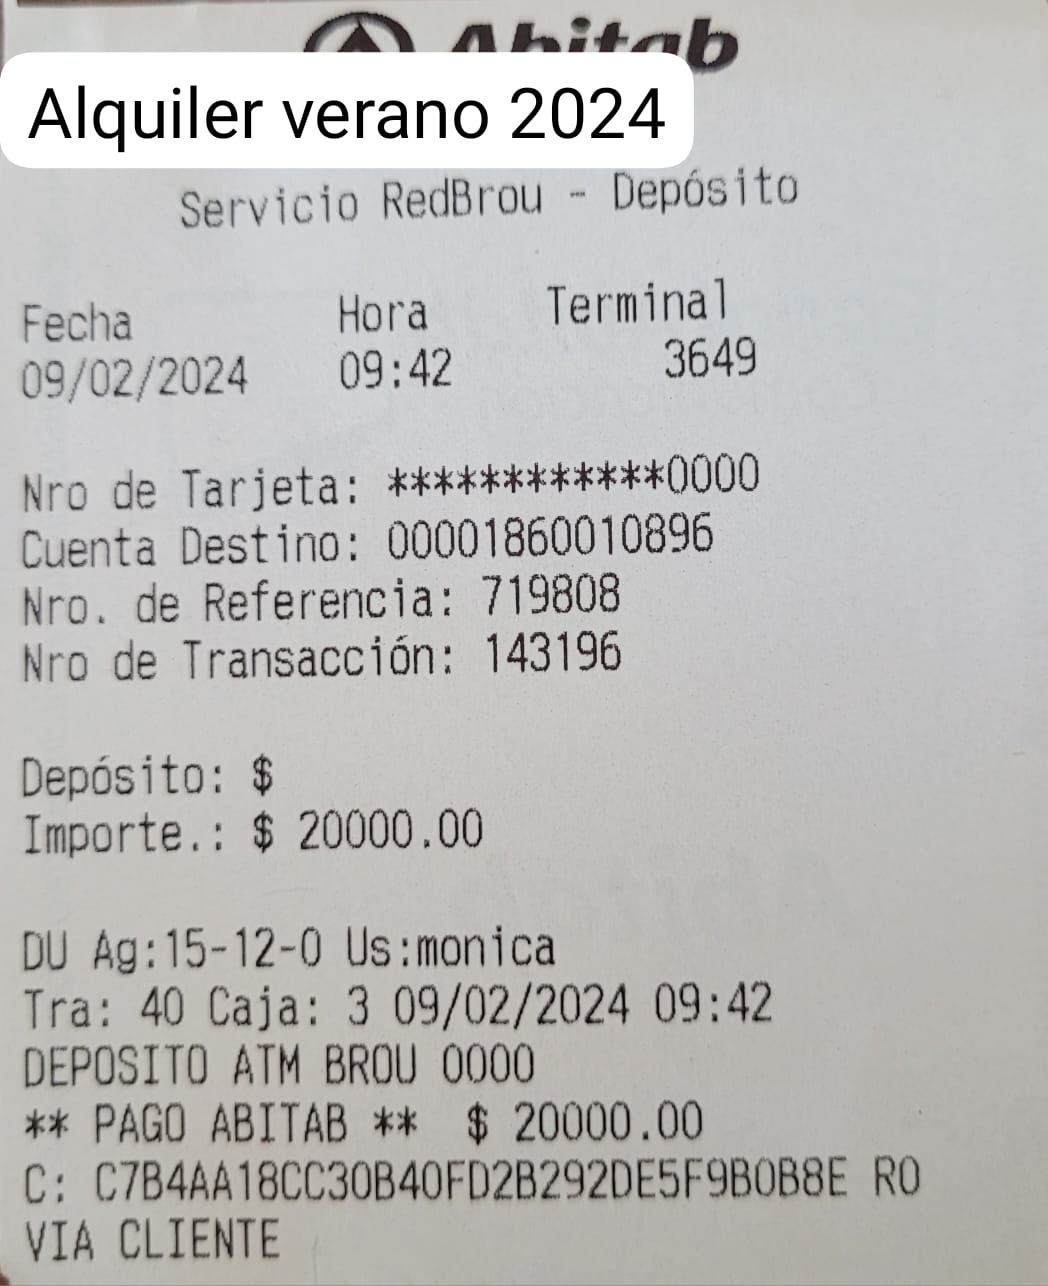 Abitab
Alquiler verano 2024
Servicio RedBrou - Depósito
Fecha Hora Terminal
09/02/2024 09:42 3649
Nro de Tarjeta: ************0000
Cuenta Destino: 00001860010896
Nro. de Referencia: 719808
Nro de Transacción: 143196
Depósito: $
Importe.: $ 20000.00
DU Ag:15-12-0 Us:monica
Tra: 40 Caja: 3 09/02/2024 09:42
DEPOSITO ATM BROU 0000
** PAGO ABITAB ** $ 20000.00
C: C7B4AA18CC30B40FD2B292DE5F9B0B8E RO
VIA CLIENTE